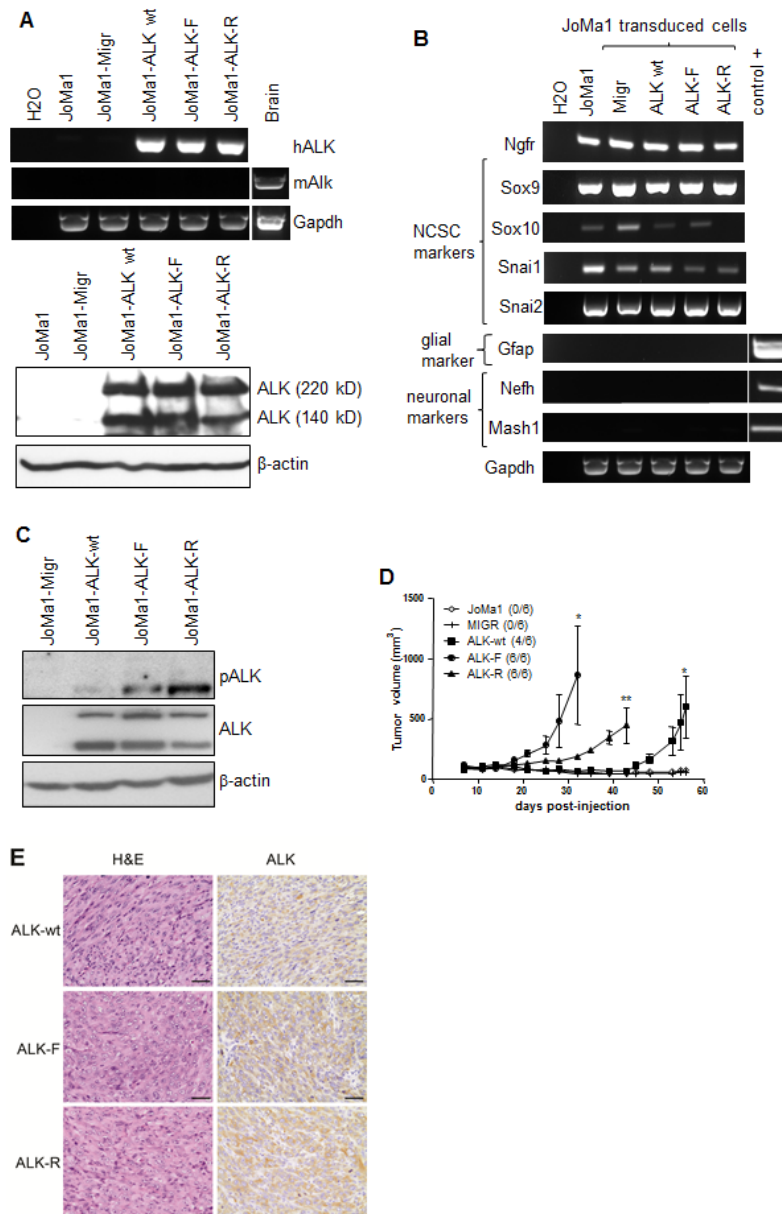 A
H2O
JoMa1
JoMa1-Migr
JoMa1-ALK wt
JoMa1-ALK-F
JoMa1-ALK-R
Brain
hALK
mAlk
Gapdh
JoMa1
JoMa1-Migr
JoMa1-ALK wt
JoMa1-ALK-F
JoMa1-ALK-R
ALK (220 kD)
ALK (140 kD)
β-actin
B
JoMa1 transduced cells
H2O
JoMa1
Migr
ALK wt
ALK-F
ALK-R
control +
Ngfr
Sox9
NCSC
markers
Sox10
Snai1
Snai2
glial
marker
Gfap
neuronal
markers
Nefh
Mash1
Gapdh
C
JoMa1-Migr
JoMa1-ALK-wt
JoMa1-ALK-F
JoMa1-ALK-R
pALK
ALK
β-actin
D
Tumor volume (mm3)
1500
1000
500
0
JoMa1 (0/6)
MIGR (0/6)
ALK-wt (4/6)
ALK-F (6/6)
ALK-R (6/6)
*
**
*
0 10 20 30 40 50 60
days post-injection
E
H&E ALK
ALK-wt
ALK-F
ALK-R